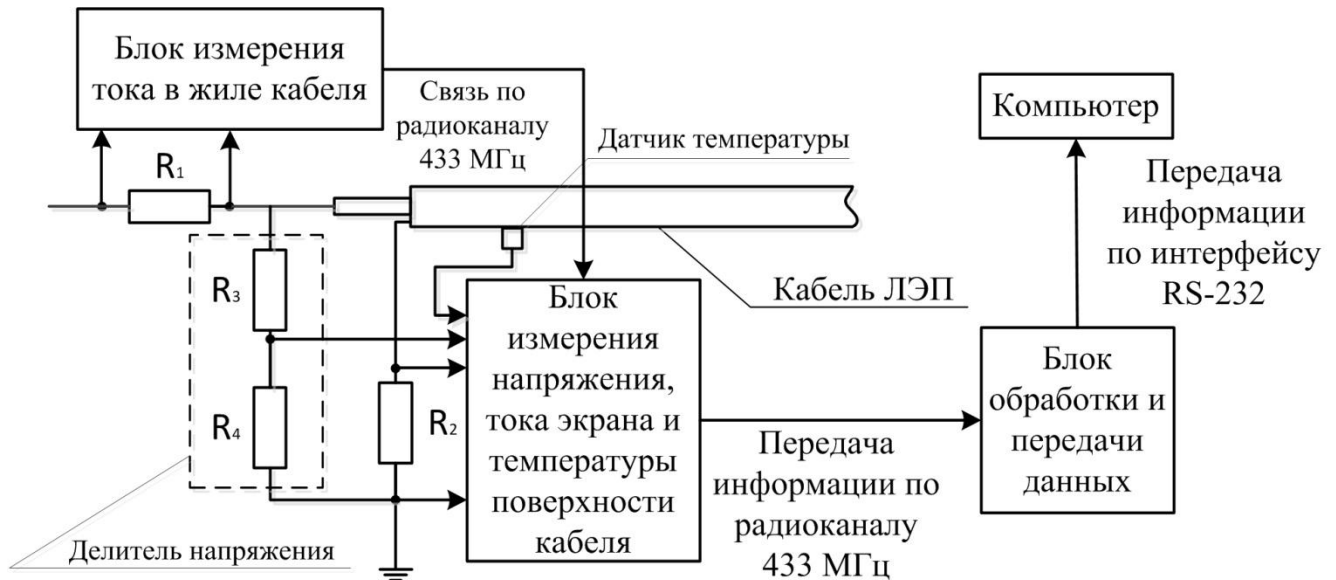 Блок измерения
тока в жиле кабеля
Связь по
радиоканалу
433 МГц
Датчик температуры
Компьютер
R₁
Передача
информации
по интерфейсу
RS-232
R₃
Кабель ЛЭП
Блок
измерения
напряжения,
тока экрана и
температуры
поверхности
кабеля
R₄
R₂
Блок
обработки и
передачи
данных
Передача
информации по
радиоканалу
433 МГц
Делитель напряжения